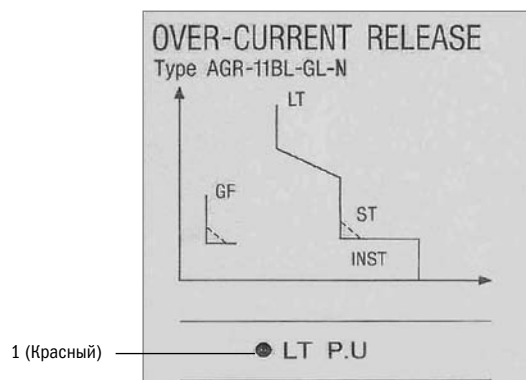 OVER-CURRENT RELEASE
Type AGR-11BL-GL-N
LT
GF
ST
INST
1 (Красный)
LT P.U